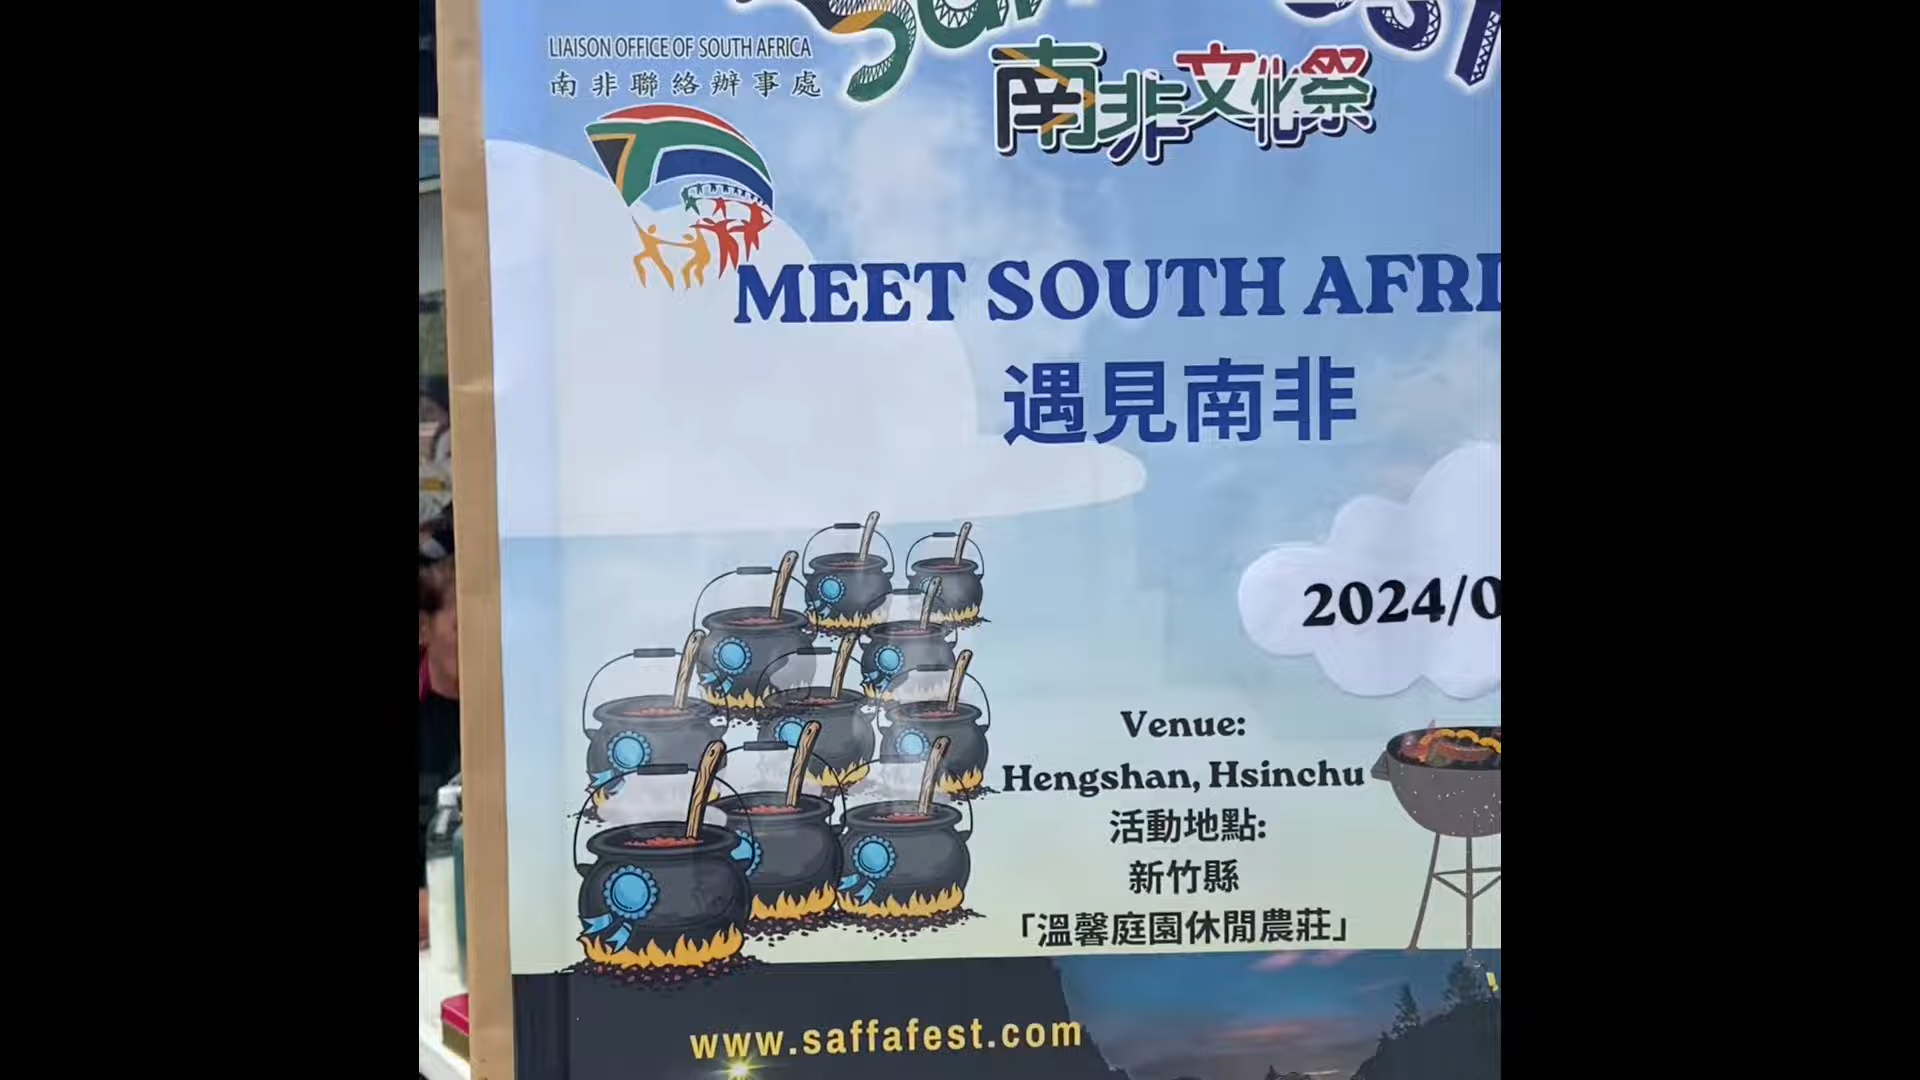 LIAISON OFFICE OF SOUTH AFRICA
南非聯絡辦事處
南非文化祭
MEET SOUTH AFRI
遇見南非
2024/0
Venue:
Hengshan, Hsinchu
活動地點:
新竹縣
「溫馨庭園休閒農莊」
www.saffafest.com